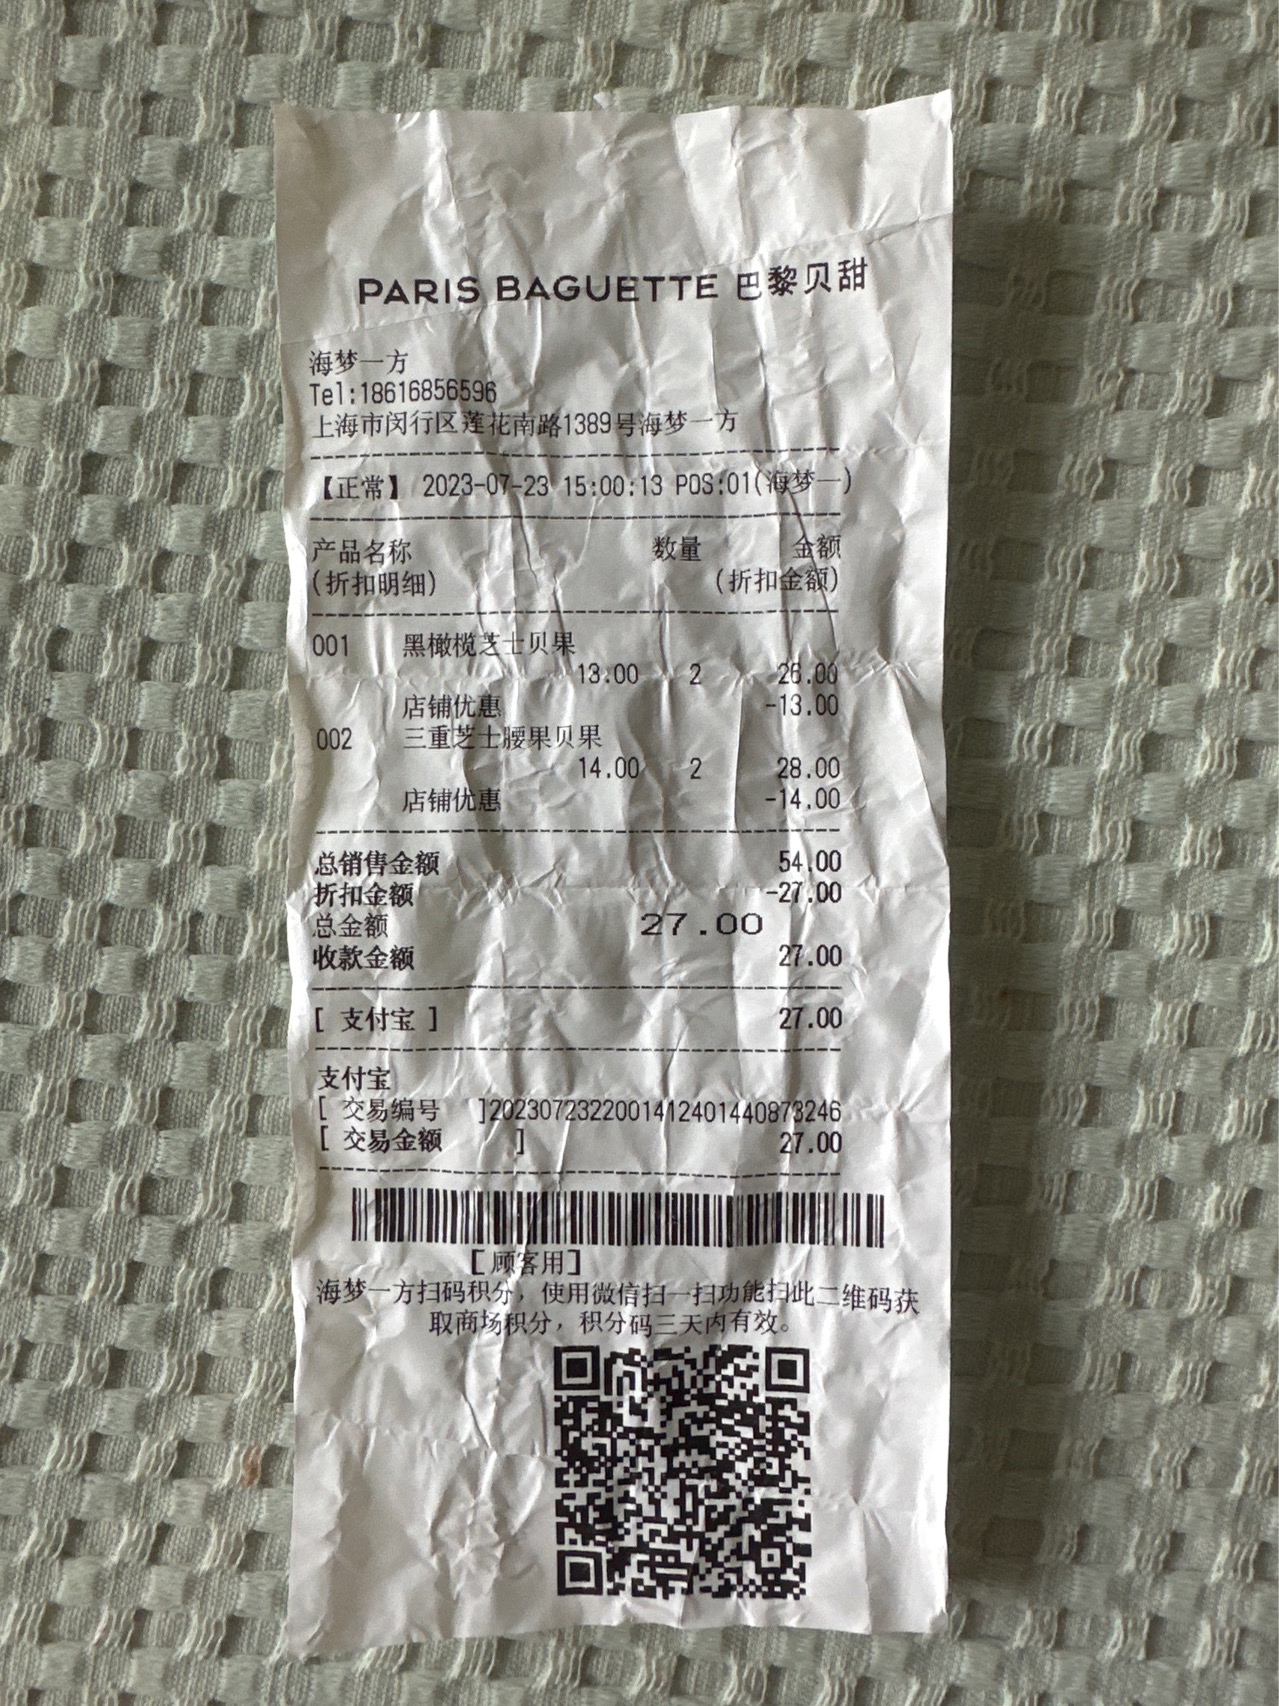 PARIS BAGUETTE 巴黎贝甜
海梦一方
Tel:18616856596
上海市闵行区莲花南路1389号海梦一方
【正常】 2023-07-23 15:00:13 POS:01(海梦一)
产品名称 数量 金额
(折扣明细) (折扣金额)
001 黑橄榄芝士贝果
13.00 2 26.00
店铺优惠 -13.00
002 三重芝士腰果贝果
14.00 2 28.00
店铺优惠 -14.00
总销售金额 54.00
折扣金额 -27.00
总金额 27.00
收款金额 27.00
[ 支付宝 ] 27.00
支付宝
[ 交易编号 ]2023072322001412401440873246
[ 交易金额 ] 27.00
[顾客用]
海梦一方扫码积分，使用微信扫一扫功能扫此二维码获
取商场积分，积分码三天内有效。